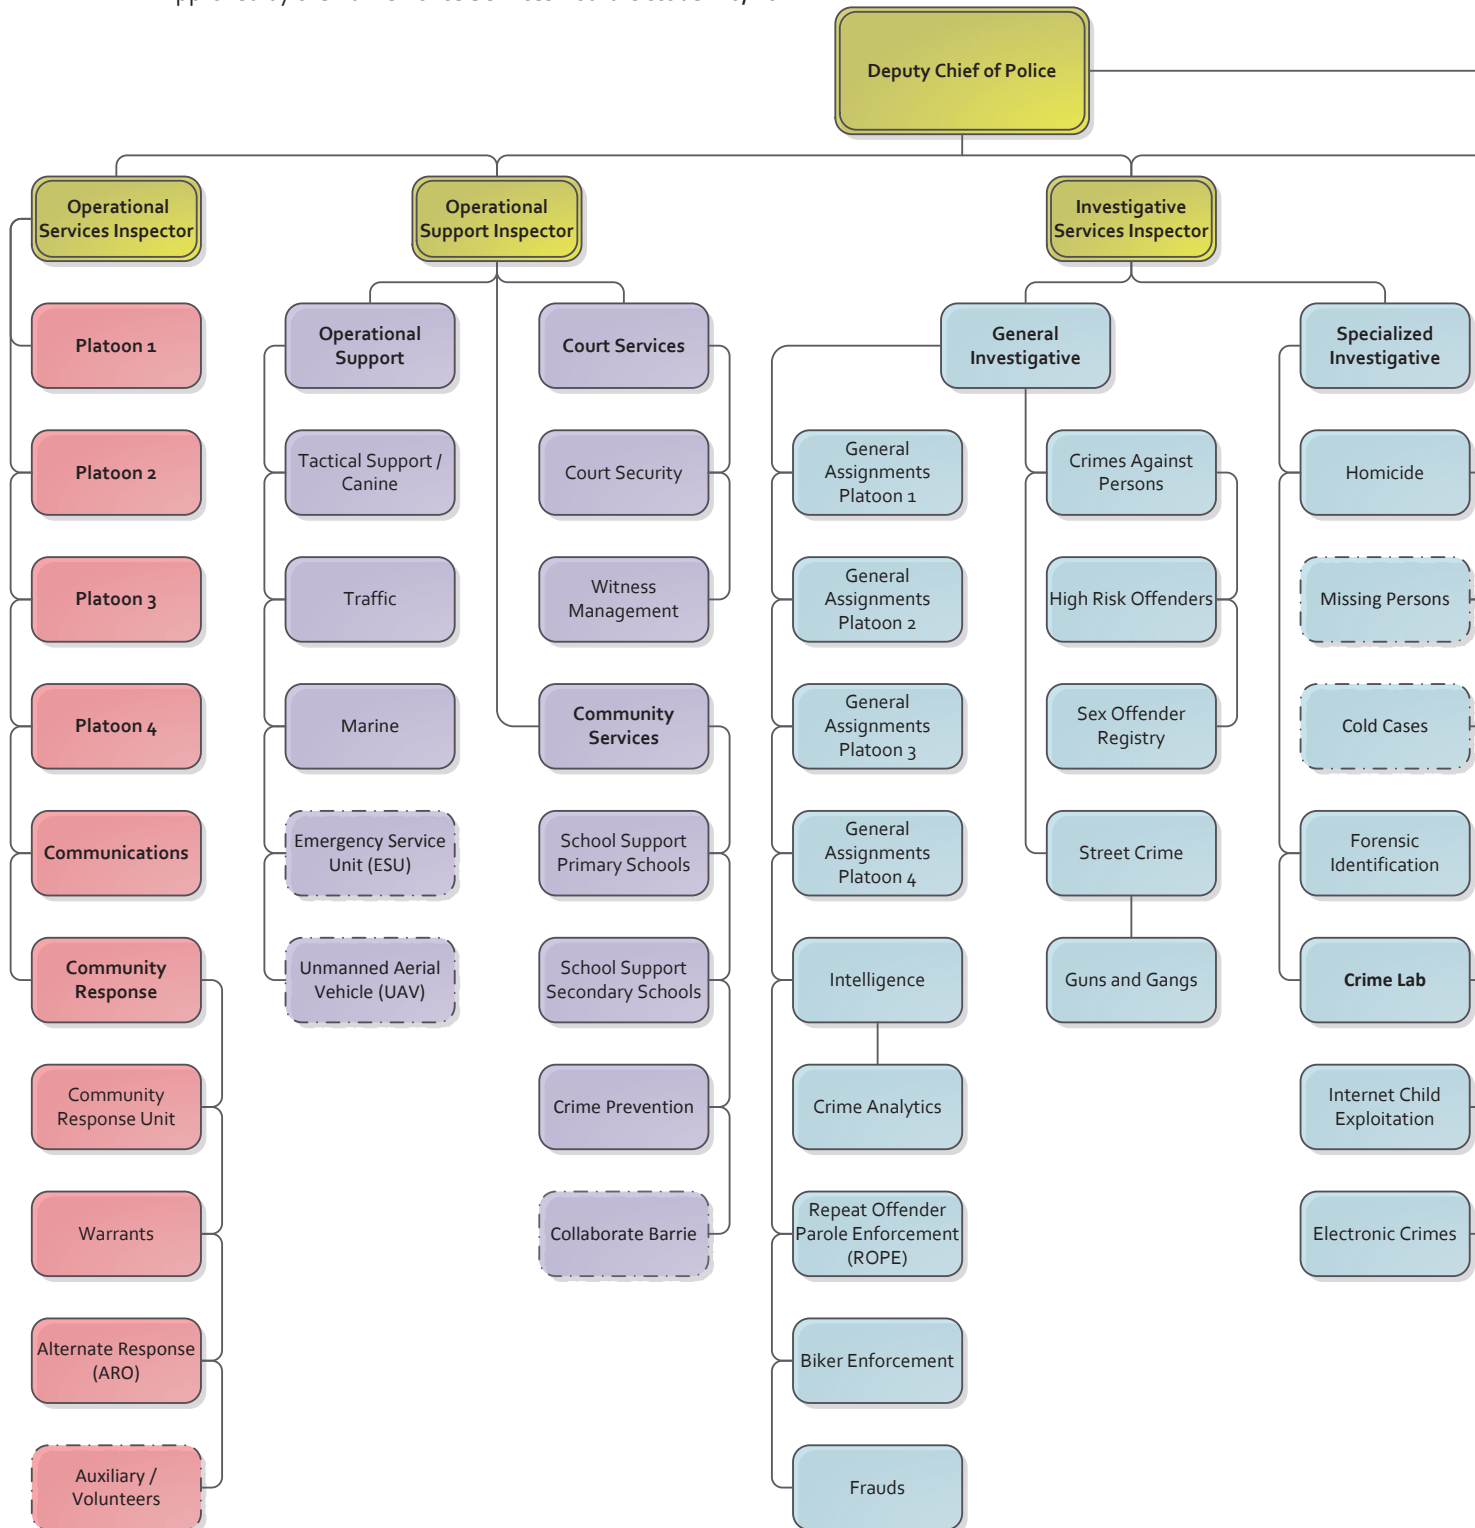 Deputy Chief of Police
Operational
Services Inspector
Operational
Support Inspector
Investigative
Services Inspector
Platoon 1
Platoon 2
Platoon 3
Platoon 4
Communications
Community
Response
Community
Response Unit
Warrants
Alternate Response
(ARO)
Auxiliary /
Volunteers
Operational
Support
Tactical Support /
Canine
Traffic
Marine
Emergency Service
Unit (ESU)
Unmanned Aerial
Vehicle (UAV)
Court Services
Court Security
Witness
Management
Community
Services
School Support
Primary Schools
School Support
Secondary Schools
Crime Prevention
Collaborate Barrie
General
Investigative
General
Assignments
Platoon 1
General
Assignments
Platoon 2
General
Assignments
Platoon 3
General
Assignments
Platoon 4
Intelligence
Crime Analytics
Repeat Offender
Parole Enforcement
(ROPE)
Biker Enforcement
Frauds
Crimes Against
Persons
High Risk Offenders
Sex Offender
Registry
Street Crime
Guns and Gangs
Specialized
Investigative
Homicide
Missing Persons
Cold Cases
Forensic
Identification
Crime Lab
Internet Child
Exploitation
Electronic Crimes